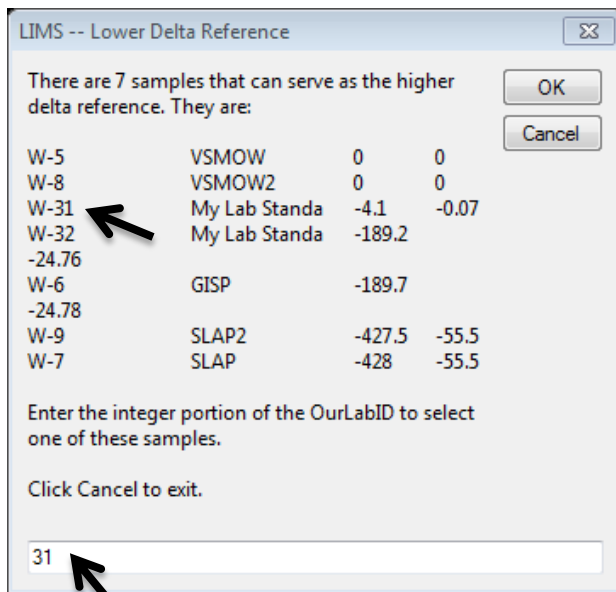 LIMS -- Lower Delta Reference
There are 7 samples that can serve as the higher
delta reference. They are:
OK
Cancel
W-5 VSMOW 0 0
W-8 VSMOW2 0 0
W-31 My Lab Standa -4.1 -0.07
W-32 My Lab Standa -189.2
-24.76
W-6 GISP -189.7
-24.78
W-9 SLAP2 -427.5 -55.5
W-7 SLAP -428 -55.5
Enter the integer portion of the OurLabID to select
one of these samples.
Click Cancel to exit.
31